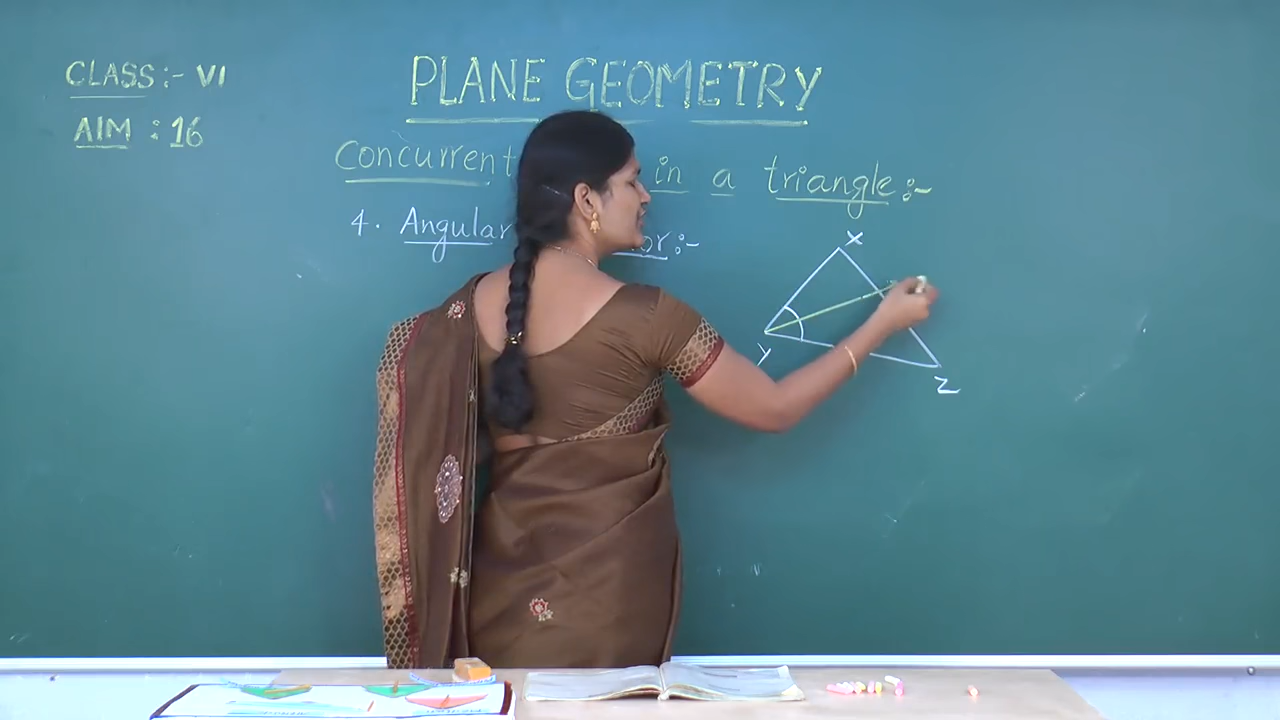 CLASS:- VI
AIM : 16
PLANE GEOMETRY
Concurrent in a triangle:-
4. Angular :-
X
Y
Z